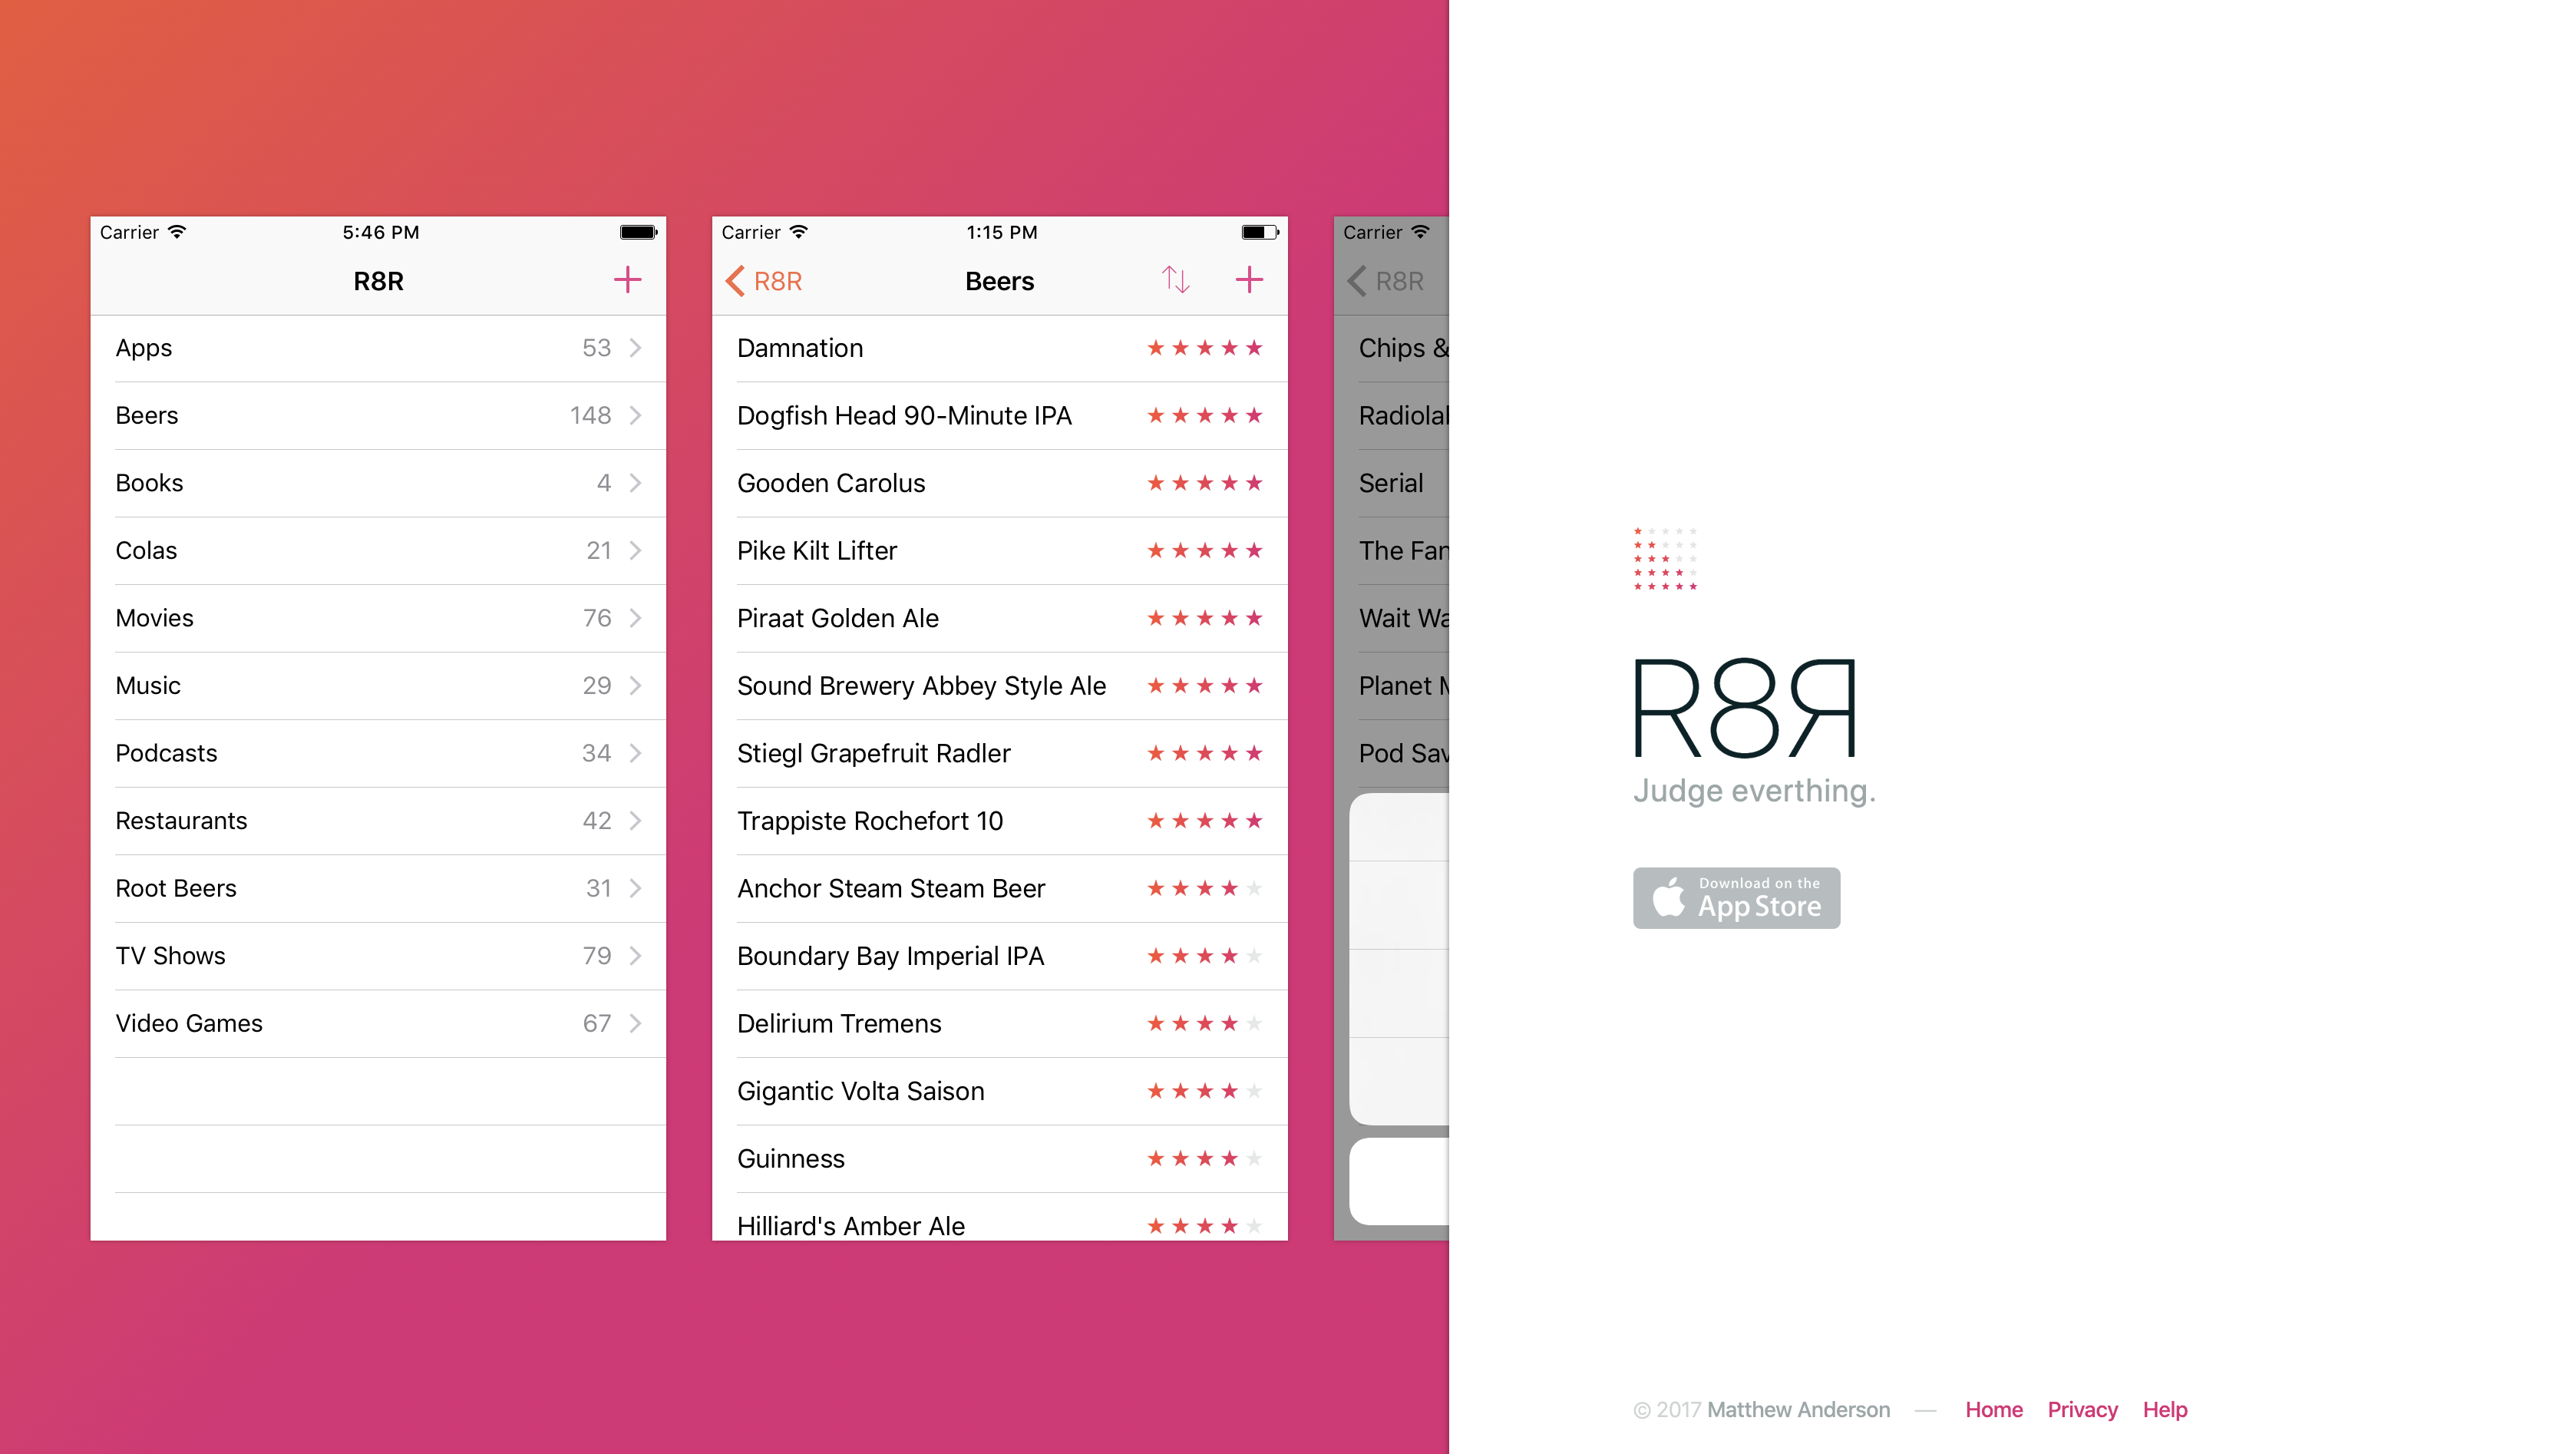 Carrier 5:46 PM
R8R
Apps 53
Beers 148
Books 4
Colas 21
Movies 76
Music 29
Podcasts 34
Restaurants 42
Root Beers 31
TV Shows 79
Video Games 67
Carrier 1:15 PM
R8R Beers
Damnation
Dogfish Head 90-Minute IPA
Gooden Carolus
Pike Kilt Lifter
Piraat Golden Ale
Sound Brewery Abbey Style Ale
Stiegl Grapefruit Radler
Trappiste Rochefort 10
Anchor Steam Steam Beer
Boundary Bay Imperial IPA
Delirium Tremens
Gigantic Volta Saison
Guinness
Hilliard's Amber Ale
Carrier
R8R
Chips &
Radiolab
Serial
The Fan
Wait Wa
Planet
Pod Sav
R8R
Judge everthing.
Download on the
App Store
© 2017 Matthew Anderson — Home Privacy Help